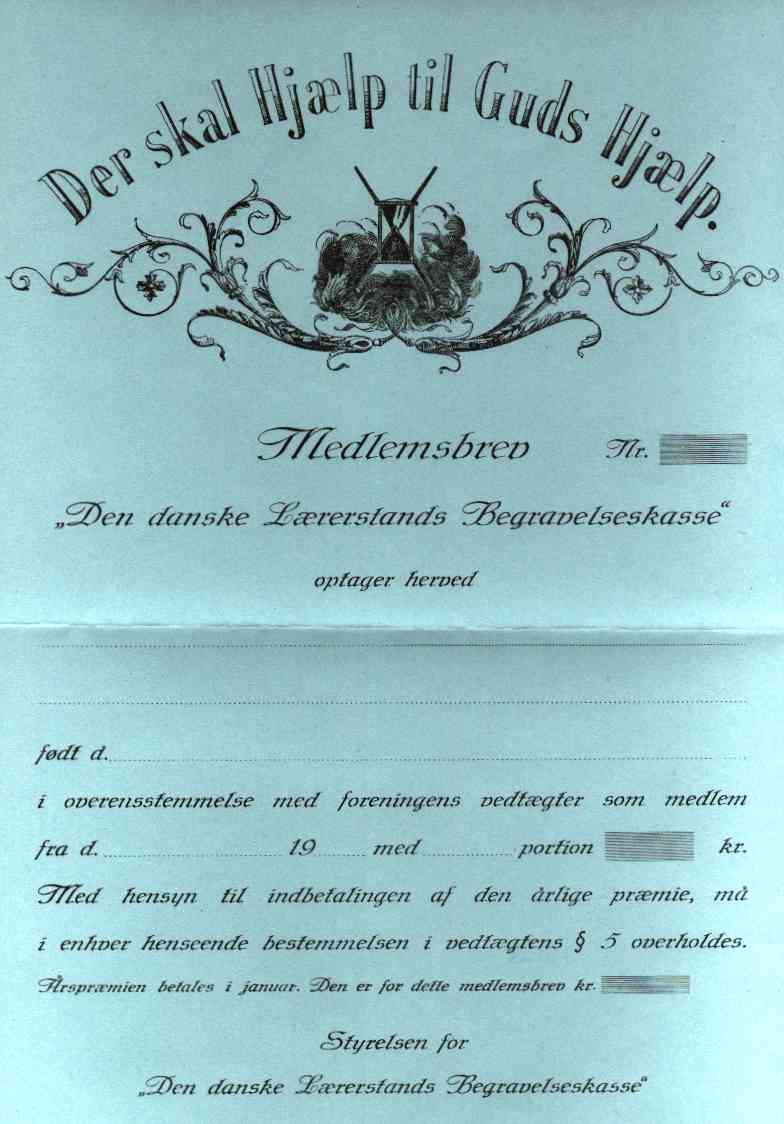 Der skal Hjælp til Guds Hjælp.
Medlemsbrev Nr.
„Den danske Lærerstands Begravelseskasse“
optager herved
født d.
i overensstemmelse med foreningens vedtægter som medlem
fra d. 19 med portion kr.
Med hensyn til indbetalingen af den årlige præmie, må
i enhver henseende bestemmelsen i vedtægtens § 5 overholdes.
Årspræmien betales i januar. Den er for dette medlemsbrev kr.
Styrelsen for
„Den danske Lærerstands Begravelseskasse“